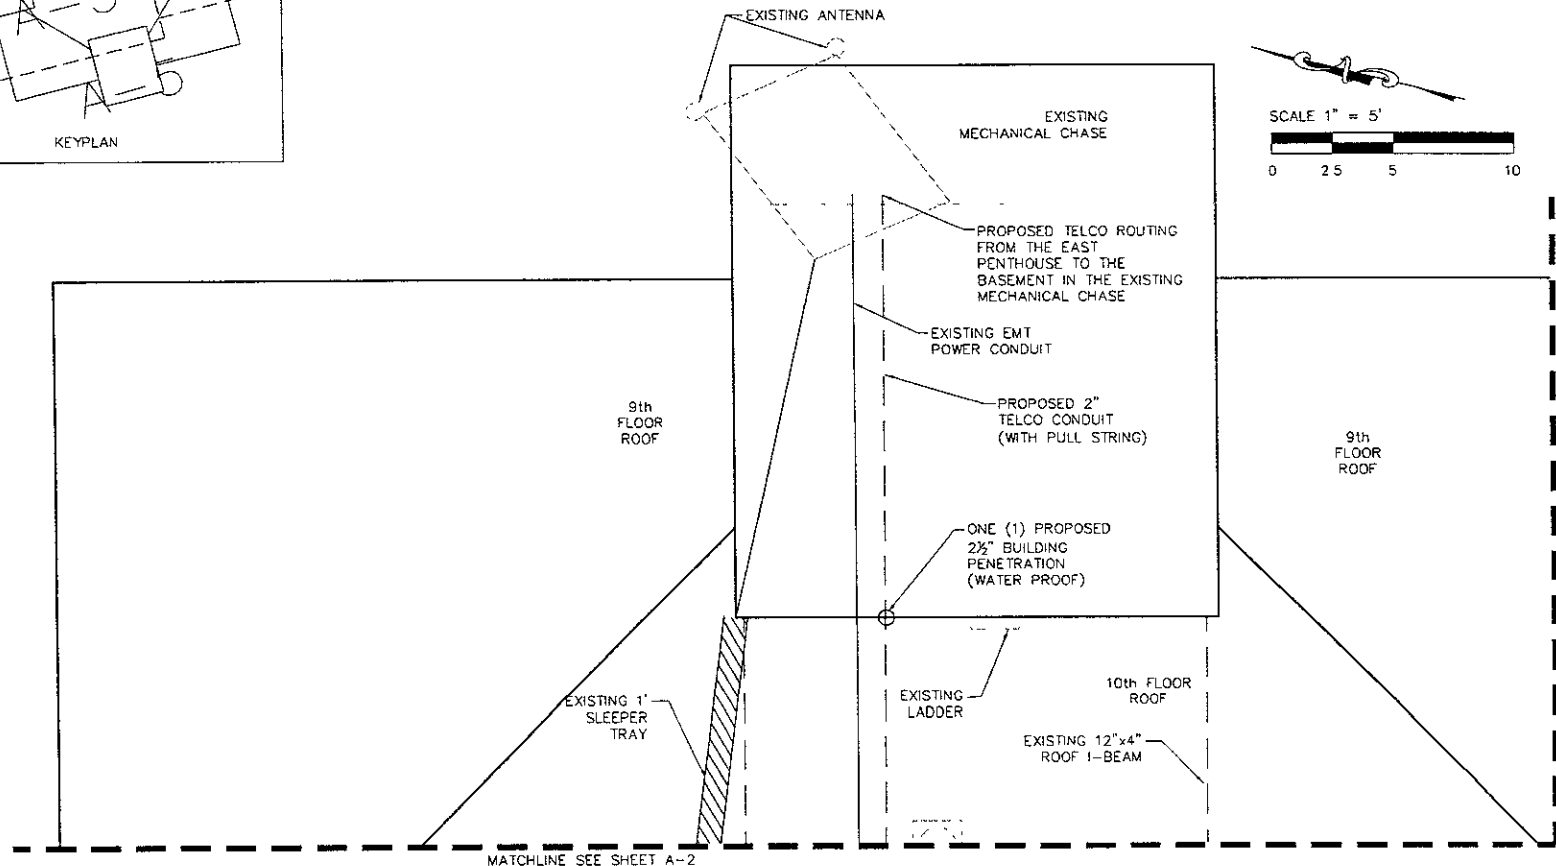 EXISTING ANTENNA
KEYPLAN
EXISTING
MECHANICAL CHASE
SCALE 1" = 5'
0 2.5 5 10
PROPOSED TELCO ROUTING
FROM THE EAST
PENTHOUSE TO THE
BASEMENT IN THE EXISTING
MECHANICAL CHASE
EXISTING EMT
POWER CONDUIT
PROPOSED 2"
TELCO CONDUIT
(WITH PULL STRING)
9th
FLOOR
ROOF
9th
FLOOR
ROOF
ONE (1) PROPOSED
2½" BUILDING
PENETRATION
(WATER PROOF)
EXISTING 1'
SLEEPER
TRAY
EXISTING
LADDER
10th FLOOR
ROOF
EXISTING 12"x4"
ROOF I-BEAM
MATCHLINE SEE SHEET A-2